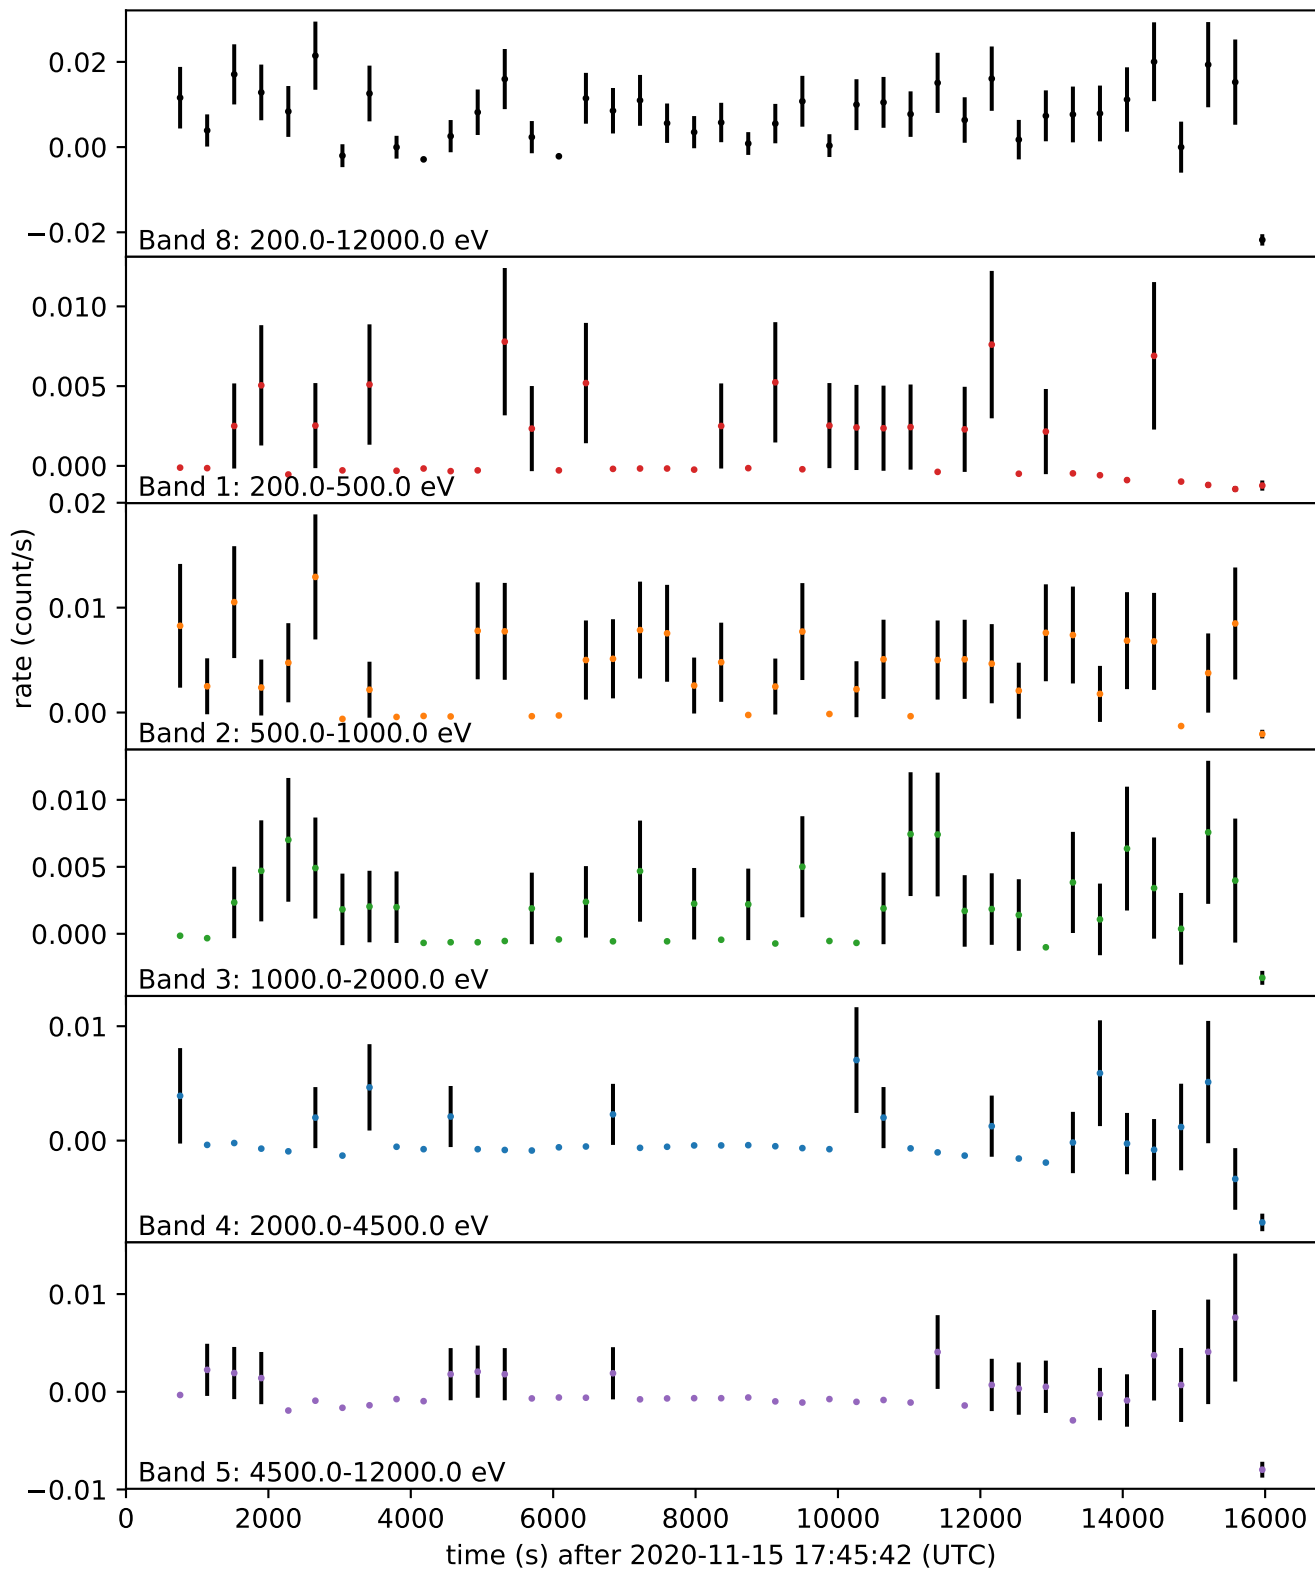 0.02
0.00
−0.02
Band 8: 200.0-12000.0 eV
0.010
0.005
0.000
Band 1: 200.0-500.0 eV
0.02
0.01
0.00
Band 2: 500.0-1000.0 eV
rate (count/s)
0.010
0.005
0.000
Band 3: 1000.0-2000.0 eV
0.01
0.00
Band 4: 2000.0-4500.0 eV
0.01
0.00
−0.01
Band 5: 4500.0-12000.0 eV
0 2000 4000 6000 8000 10000 12000 14000 16000
time (s) after 2020-11-15 17:45:42 (UTC)